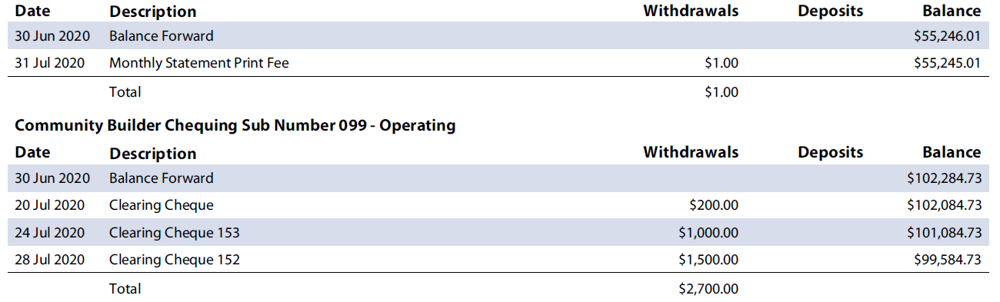 Date Description Withdrawals Deposits Balance
30 Jun 2020 Balance Forward $55,246.01
31 Jul 2020 Monthly Statement Print Fee $1.00 $55,245.01
Total $1.00
Community Builder Chequing Sub Number 099 - Operating
Date Description Withdrawals Deposits Balance
30 Jun 2020 Balance Forward $102,284.73
20 Jul 2020 Clearing Cheque $200.00 $102,084.73
24 Jul 2020 Clearing Cheque 153 $1,000.00 $101,084.73
28 Jul 2020 Clearing Cheque 152 $1,500.00 $99,584.73
Total $2,700.00